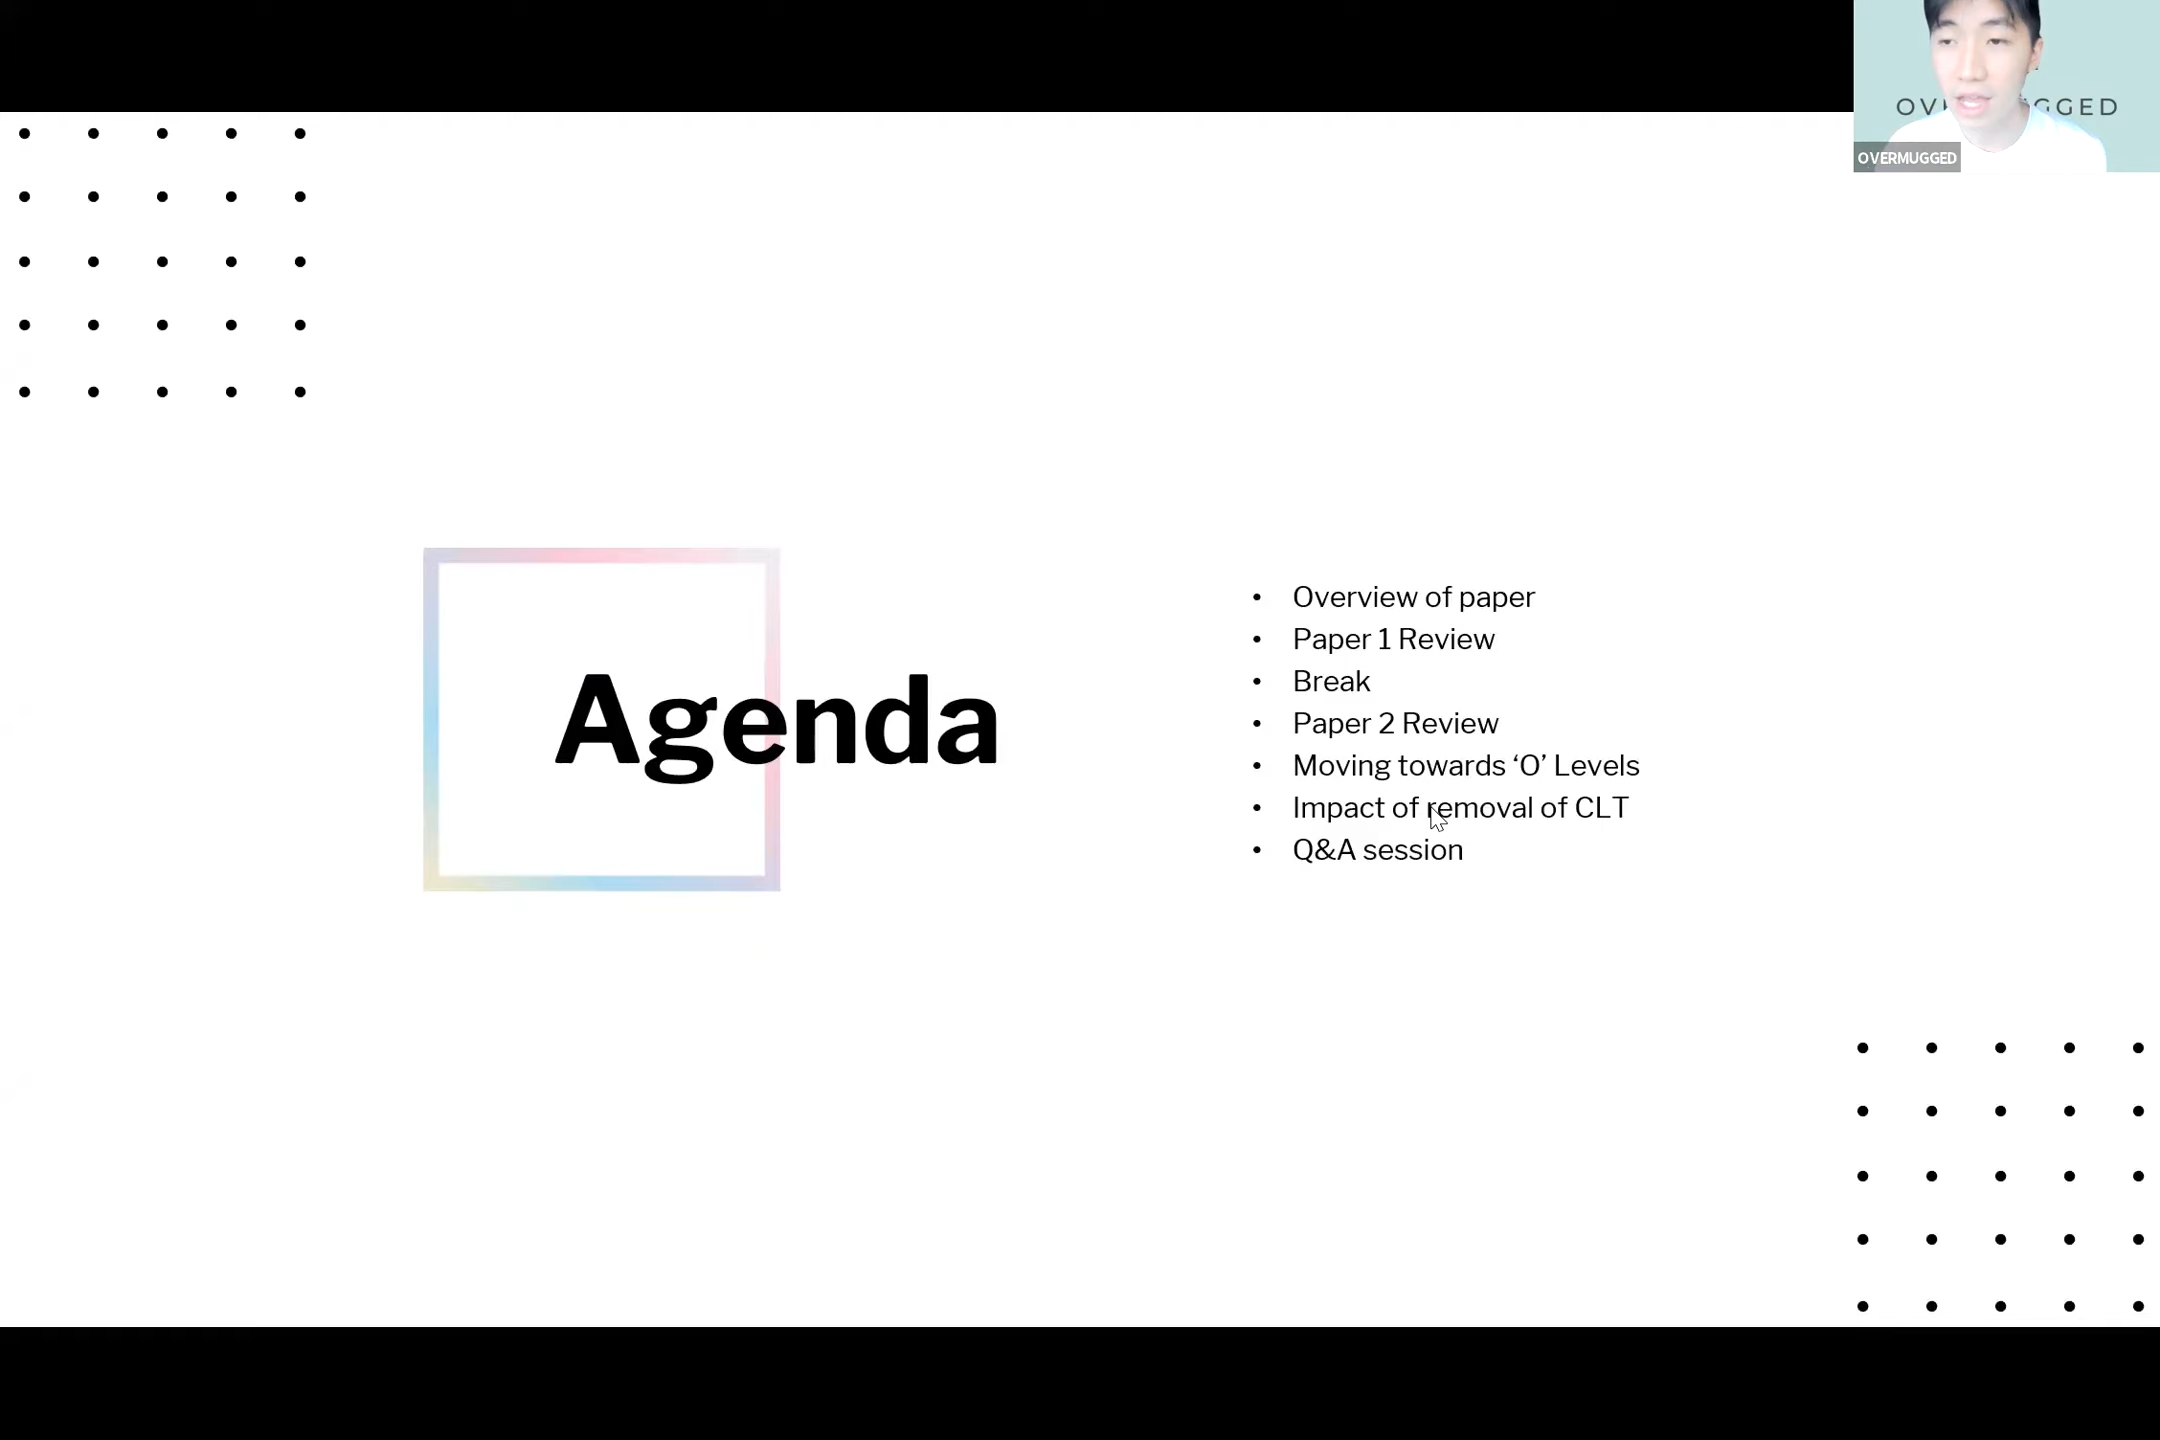 OVERMUGGED
Agenda
• Overview of paper
• Paper 1 Review
• Break
• Paper 2 Review
• Moving towards ‘O’ Levels
• Impact of removal of CLT
• Q&A session